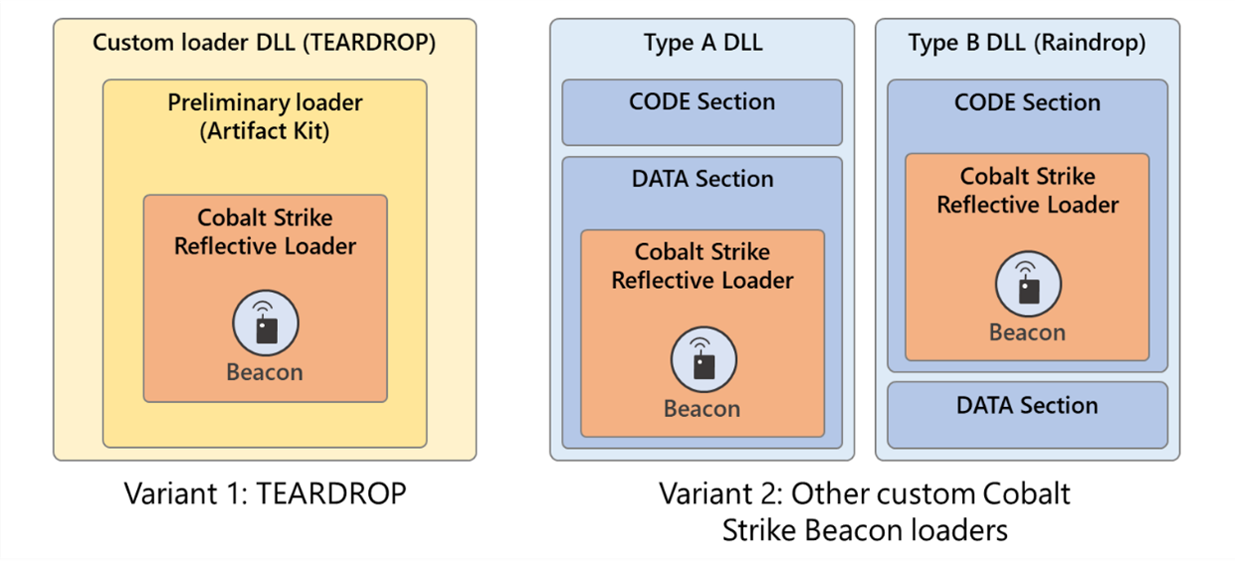 Custom loader DLL (TEARDROP)
Preliminary loader
(Artifact Kit)
Cobalt Strike
Reflective Loader
Beacon
Variant 1: TEARDROP
Type A DLL
CODE Section
DATA Section
Cobalt Strike
Reflective Loader
Beacon
Type B DLL (Raindrop)
CODE Section
Cobalt Strike
Reflective Loader
Beacon
DATA Section
Variant 2: Other custom Cobalt
Strike Beacon loaders